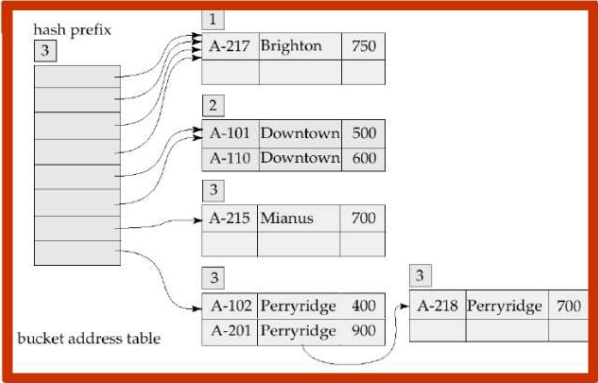 hash prefix
3
1
A-217 Brighton 750
2
A-101 Downtown 500
A-110 Downtown 600
3
A-215 Mianus 700
3
A-102 Perryridge 400
A-201 Perryridge 900
3
A-218 Perryridge 700
bucket address table